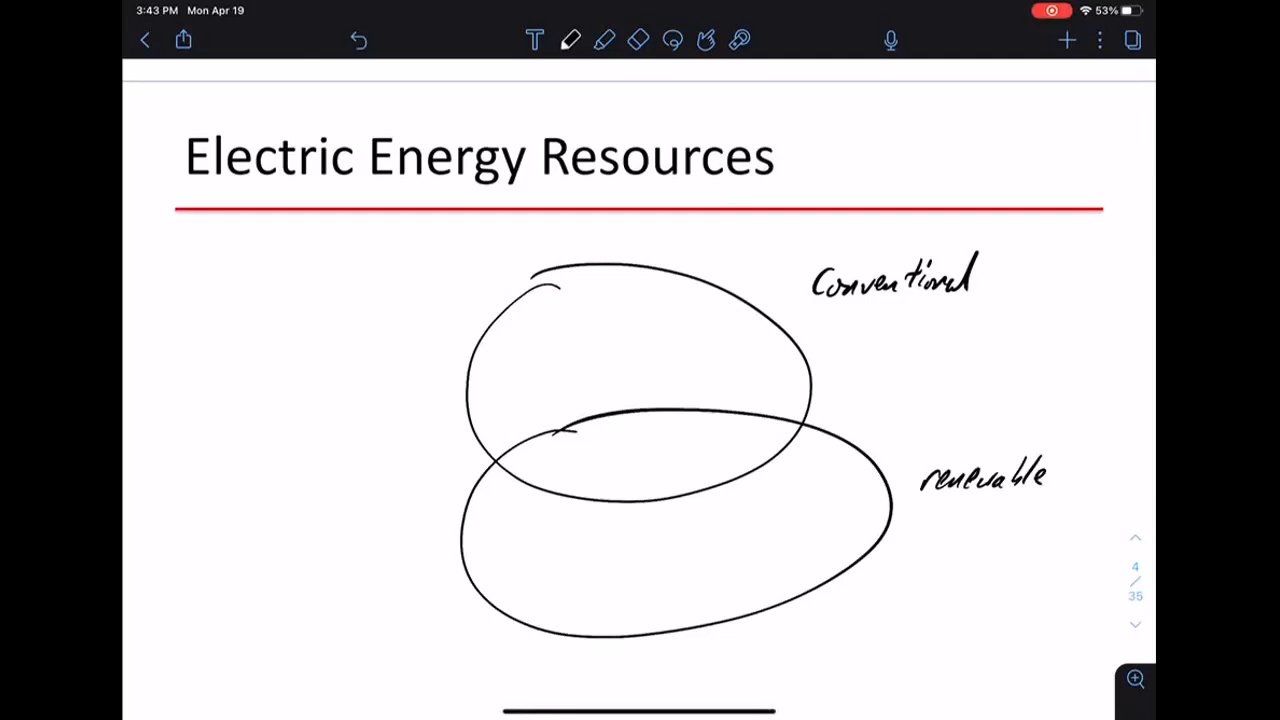 3:43 PM Mon Apr 19
53%
T
Electric Energy Resources
Conventional
renewable
4
/
35